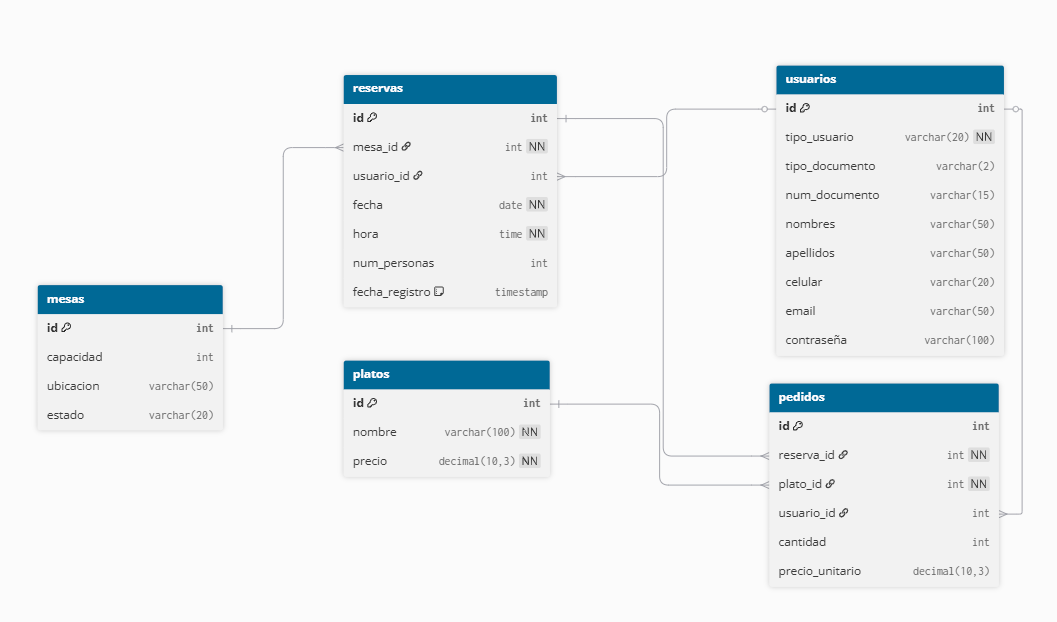 reservas
id int
mesa_id int NN
usuario_id int
fecha date NN
hora time NN
num_personas int
fecha_registro timestamp
usuarios
id int
tipo_usuario varchar(20) NN
tipo_documento varchar(2)
num_documento varchar(15)
nombres varchar(50)
apellidos varchar(50)
celular varchar(20)
email varchar(50)
contraseña varchar(100)
mesas
id int
capacidad int
ubicacion varchar(50)
estado varchar(20)
platos
id int
nombre varchar(100) NN
precio decimal(10,3) NN
pedidos
id int
reserva_id int NN
plato_id int NN
usuario_id int
cantidad int
precio_unitario decimal(10,3)